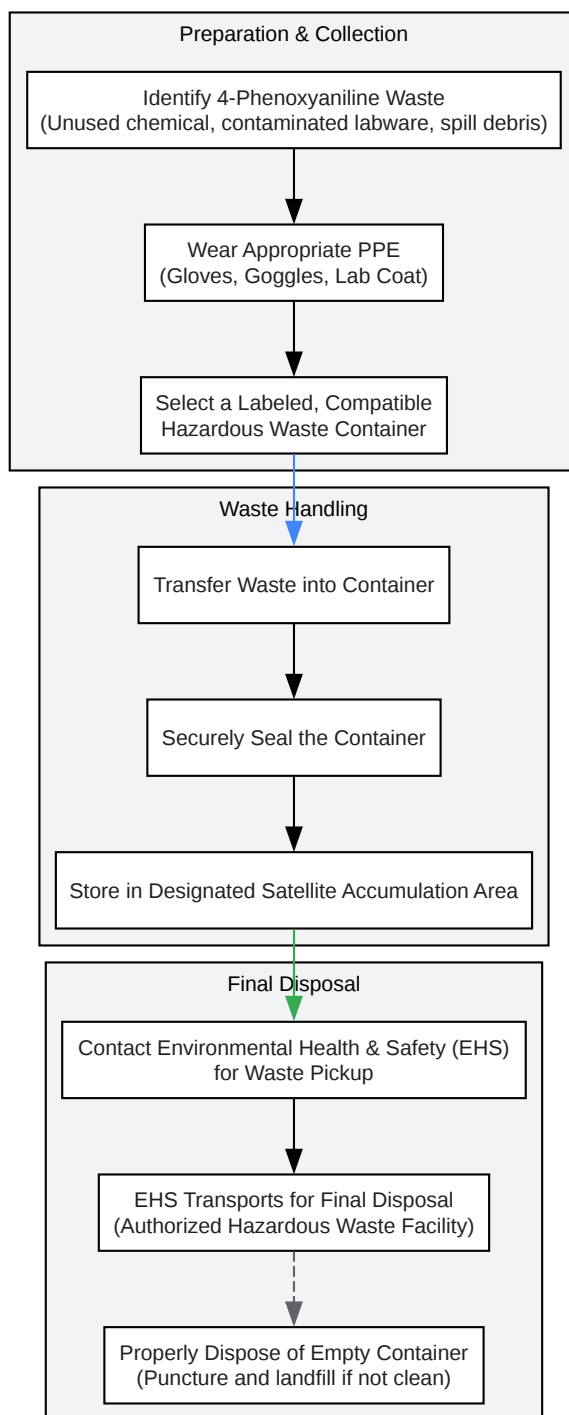 Preparation & Collection
Identify 4-Phenoxyaniline Waste
(Unused chemical, contaminated labware, spill debris)
Wear Appropriate PPE
(Gloves, Goggles, Lab Coat)
Select a Labeled, Compatible
Hazardous Waste Container
Waste Handling
Transfer Waste into Container
Securely Seal the Container
Store in Designated Satellite Accumulation Area
Final Disposal
Contact Environmental Health & Safety (EHS)
for Waste Pickup
EHS Transports for Final Disposal
(Authorized Hazardous Waste Facility)
Properly Dispose of Empty Container
(Puncture and landfill if not clean)